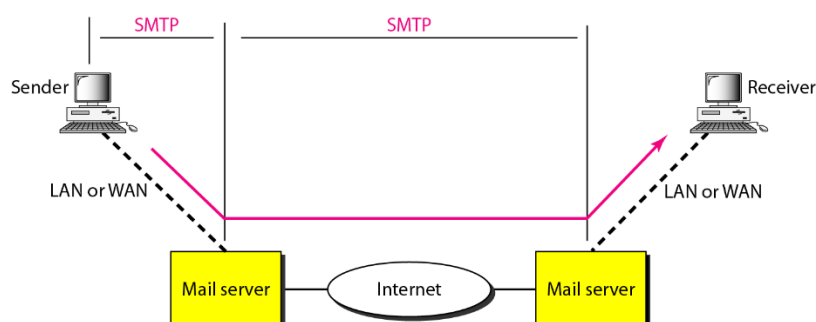 SMTP
SMTP
Sender
Receiver
LAN or WAN
LAN or WAN
Mail server
Internet
Mail server